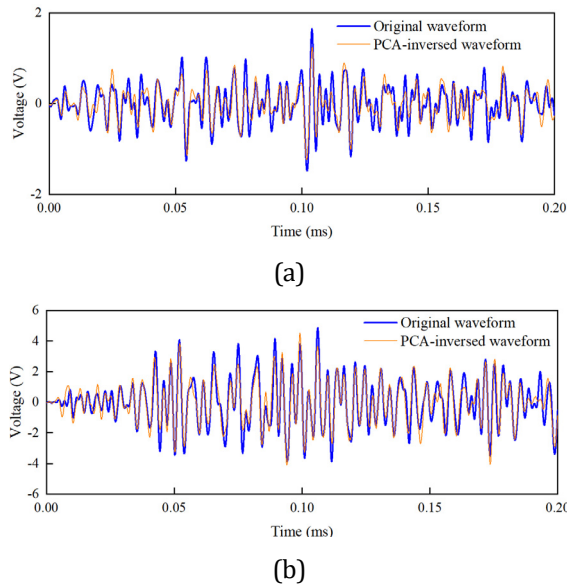 2
Original waveform
PCA-inversed waveform
Voltage (V)
0
-2
0.00 0.05 0.10 0.15 0.20
Time (ms)
(a)
6
Original waveform
PCA-inversed waveform
4
2
Voltage (V)
0
-2
-4
-6
0.00 0.05 0.10 0.15 0.20
Time (ms)
(b)